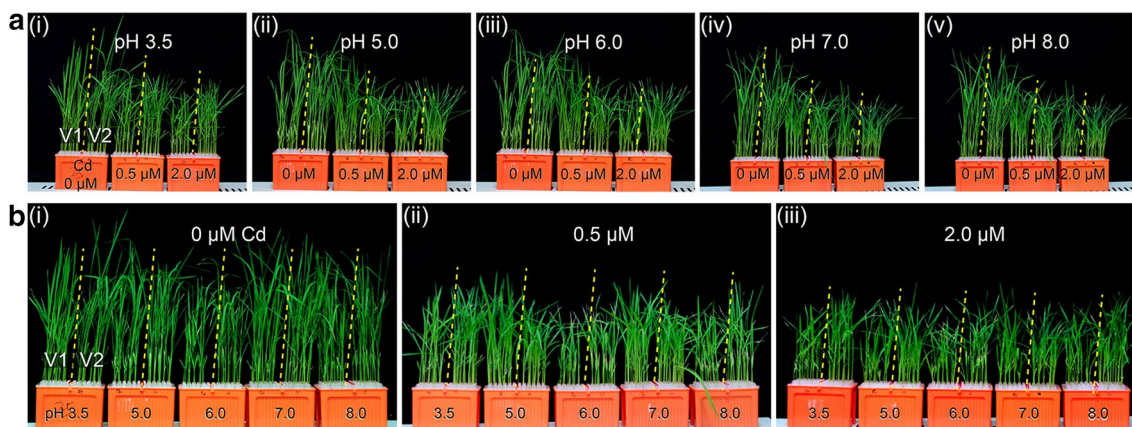 a
(i)
pH 3.5
V1 V2
Cd
0 µM
0.5 µM
2.0 µM
(ii)
pH 5.0
0 µM
0.5 µM
2.0 µM
(iii)
pH 6.0
0 µM
0.5 µM
2.0 µM
(iv)
pH 7.0
0 µM
0.5 µM
2.0 µM
(v)
pH 8.0
0 µM
0.5 µM
2.0 µM
b
(i)
0 µM Cd
V1 V2
pH 3.5
5.0
6.0
7.0
8.0
(ii)
0.5 µM
3.5
5.0
6.0
7.0
8.0
(iii)
2.0 µM
3.5
5.0
6.0
7.0
8.0